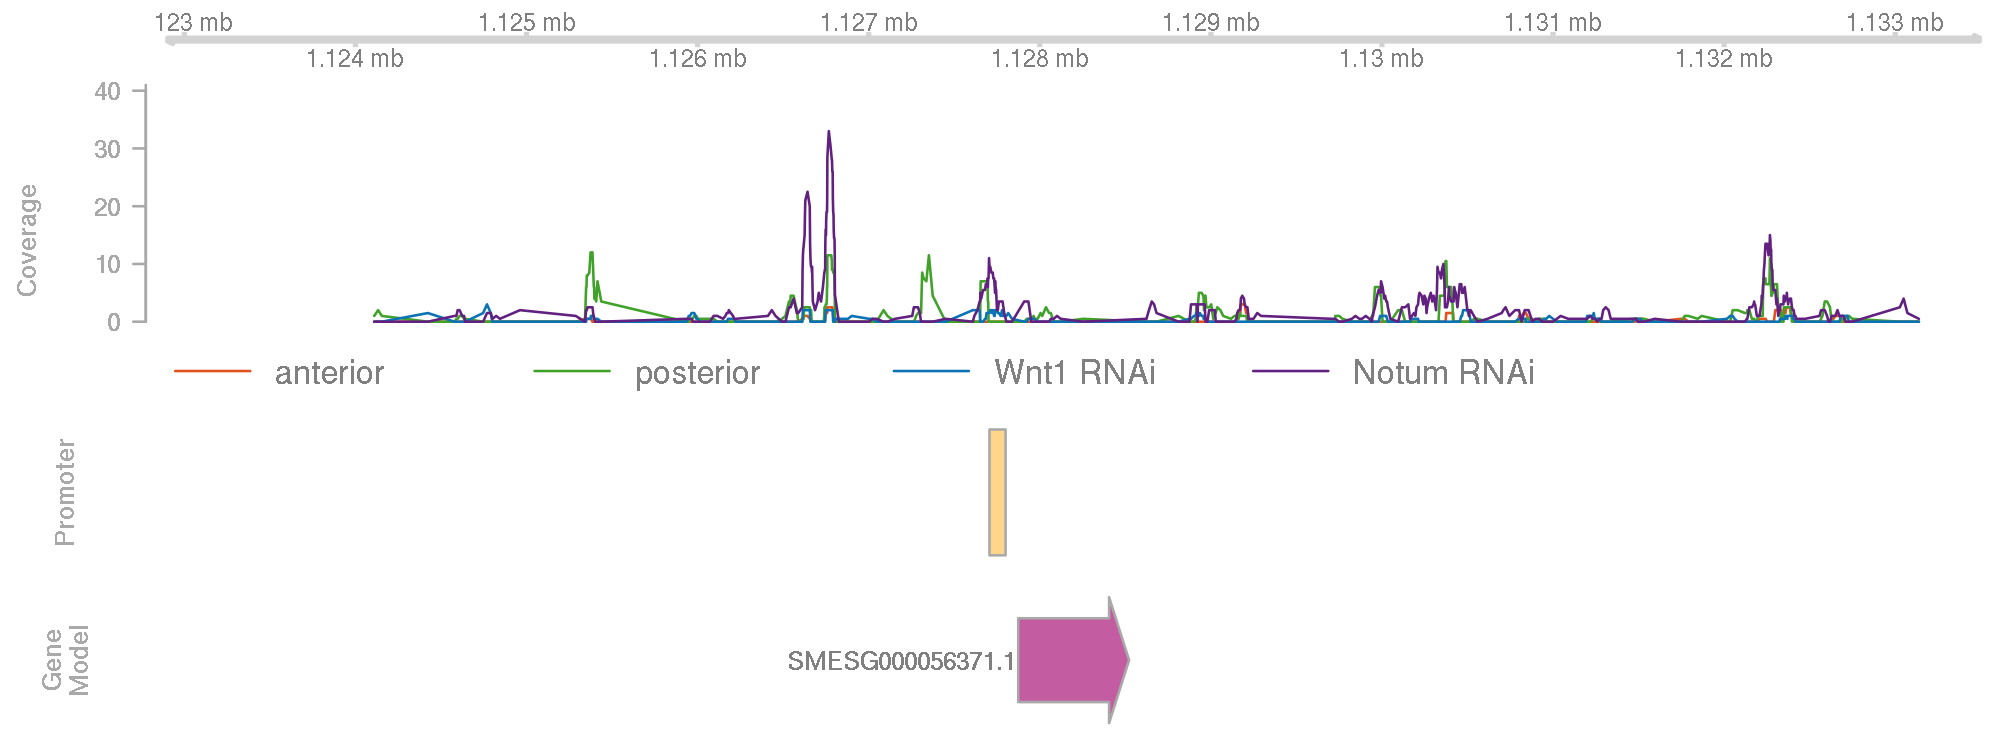 123 mb 1.125 mb 1.127 mb 1.129 mb 1.131 mb 1.133 mb
1.124 mb 1.126 mb 1.128 mb 1.13 mb 1.132 mb
Coverage
40
30
20
10
0
anterior posterior Wnt1 RNAi Notum RNAi
Promoter
Gene
Model
SMESG000056371.1